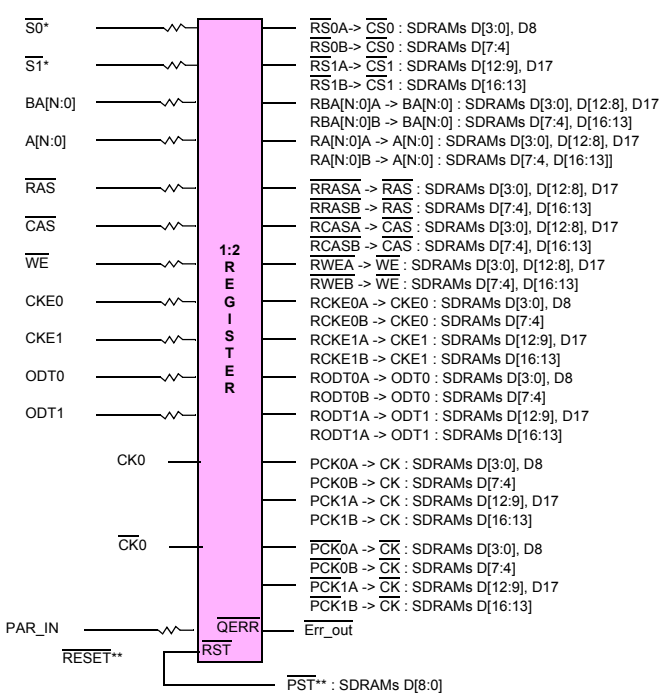 S0*
S1*
BA[N:0]
A[N:0]
RAS
CAS
WE
CKE0
CKE1
ODT0
ODT1
CK0
CK0
PAR_IN
RESET**
1:2
R
E
G
I
S
T
E
R
QERR
RST
RS0A-> CS0 : SDRAMs D[3:0], D8
RS0B-> CS0 : SDRAMs D[7:4]
RS1A-> CS1 : SDRAMs D[12:9], D17
RS1B-> CS1 : SDRAMs D[16:13]
RBA[N:0]A -> BA[N:0] : SDRAMs D[3:0], D[12:8], D17
RBA[N:0]B -> BA[N:0] : SDRAMs D[7:4], D[16:13]
RA[N:0]A -> A[N:0] : SDRAMs D[3:0], D[12:8], D17
RA[N:0]B -> A[N:0] : SDRAMs D[7:4, D[16:13]]
RRASA -> RAS : SDRAMs D[3:0], D[12:8], D17
RRASB -> RAS : SDRAMs D[7:4], D[16:13]
RCASA -> CAS : SDRAMs D[3:0], D[12:8], D17
RCASB -> CAS : SDRAMs D[7:4], D[16:13]
RWEA -> WE : SDRAMs D[3:0], D[12:8], D17
RWEB -> WE : SDRAMs D[7:4], D[16:13]
RCKE0A -> CKE0 : SDRAMs D[3:0], D8
RCKE0B -> CKE0 : SDRAMs D[7:4]
RCKE1A -> CKE1 : SDRAMs D[12:9], D17
RCKE1B -> CKE1 : SDRAMs D[16:13]
RODT0A -> ODT0 : SDRAMs D[3:0], D8
RODT0B -> ODT0 : SDRAMs D[7:4]
RODT1A -> ODT1 : SDRAMs D[12:9], D17
RODT1A -> ODT1 : SDRAMs D[16:13]
PCK0A -> CK : SDRAMs D[3:0], D8
PCK0B -> CK : SDRAMs D[7:4]
PCK1A -> CK : SDRAMs D[12:9], D17
PCK1B -> CK : SDRAMs D[16:13]
PCK0A -> CK : SDRAMs D[3:0], D8
PCK0B -> CK : SDRAMs D[7:4]
PCK1A -> CK : SDRAMs D[12:9], D17
PCK1B -> CK : SDRAMs D[16:13]
Err_out
PST** : SDRAMs D[8:0]